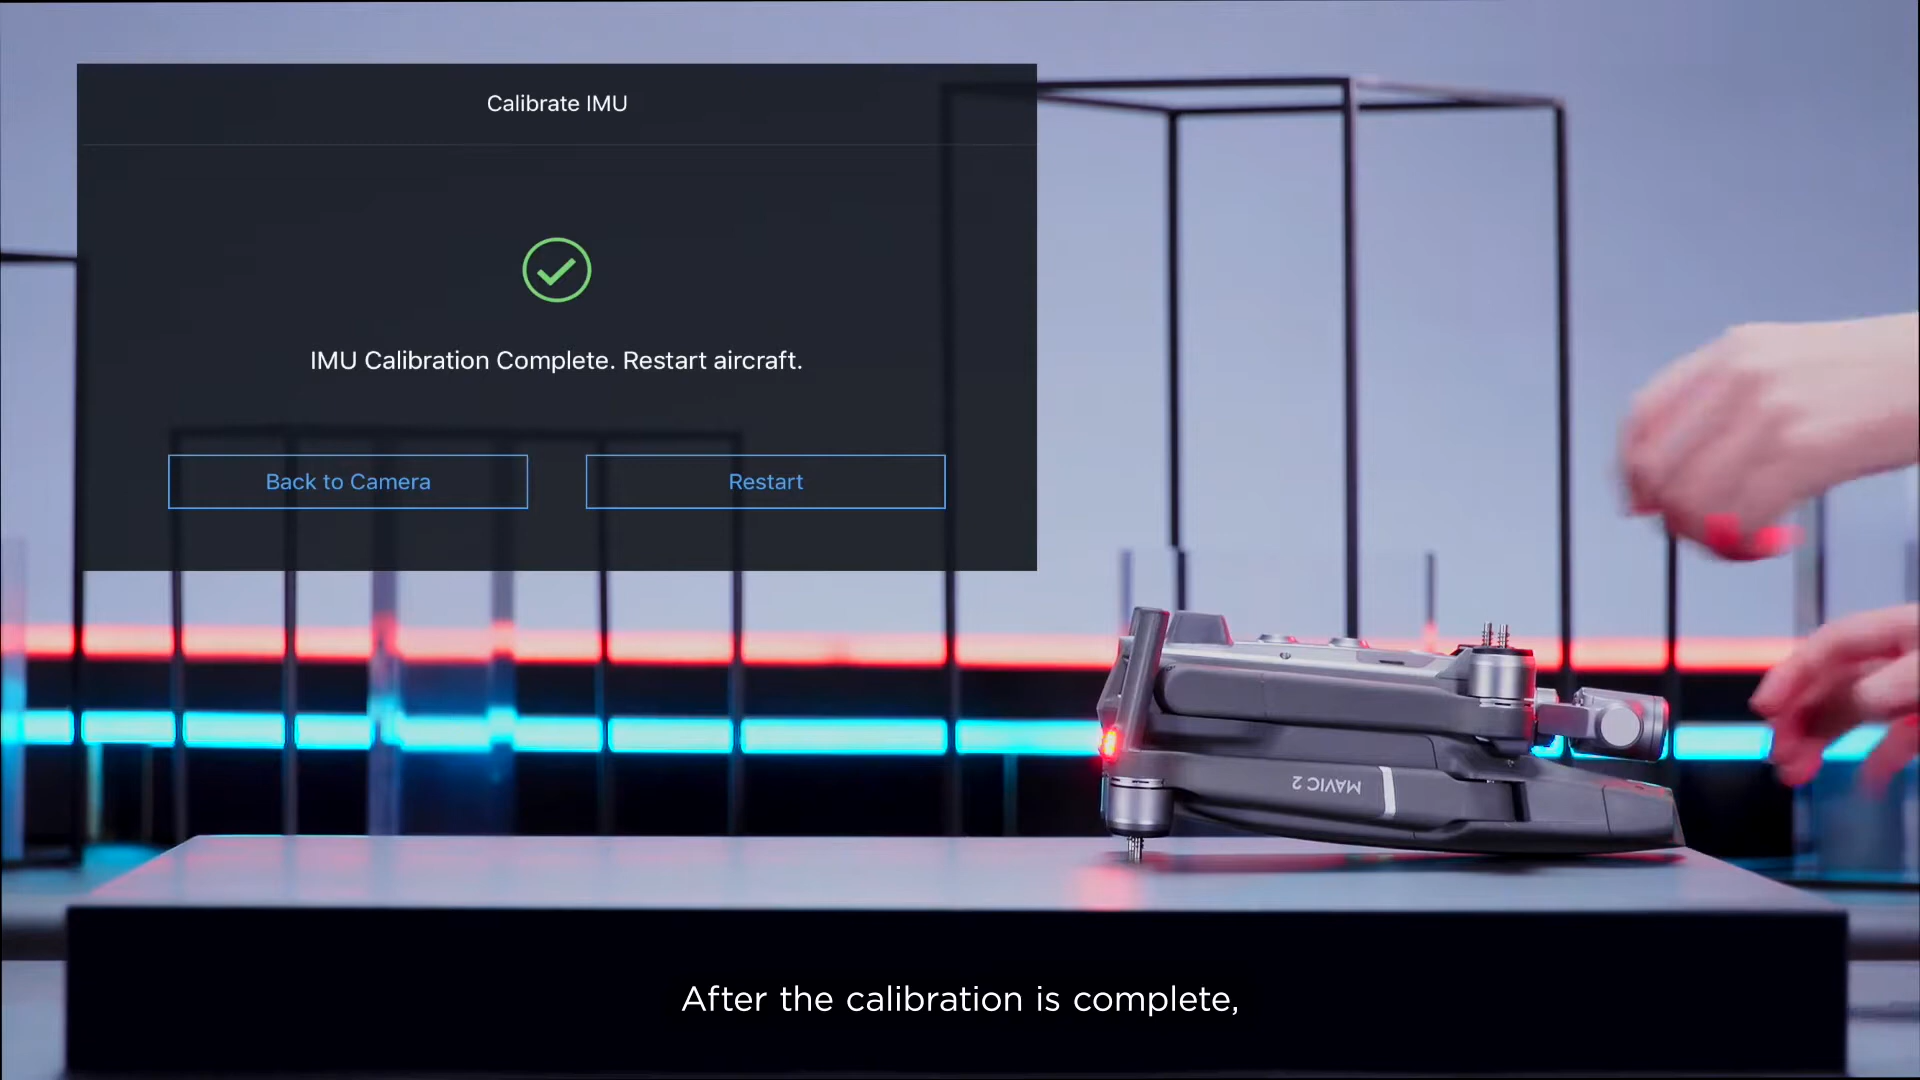 Calibrate IMU
IMU Calibration Complete. Restart aircraft.
Back to Camera
Restart
MAVIC 2
After the calibration is complete,